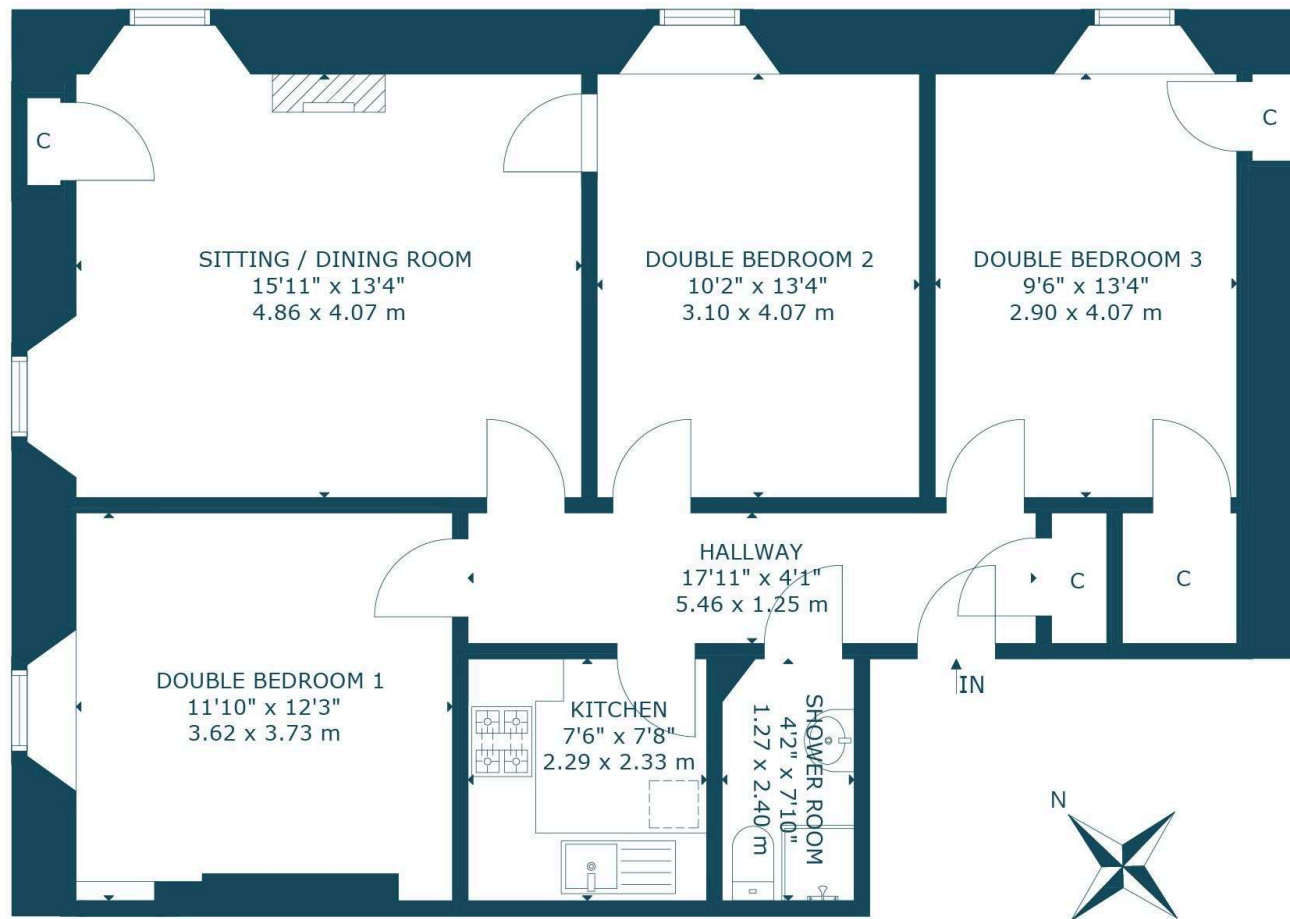 C
C
SITTING / DINING ROOM
15'11" x 13'4"
4.86 x 4.07 m
DOUBLE BEDROOM 2
10'2" x 13'4"
3.10 x 4.07 m
DOUBLE BEDROOM 3
9'6" x 13'4"
2.90 x 4.07 m
HALLWAY
17'11" x 4'1"
5.46 x 1.25 m
C
C
DOUBLE BEDROOM 1
11'10" x 12'3"
3.62 x 3.73 m
KITCHEN
7'6" x 7'8"
2.29 x 2.33 m
SHOWER ROOM
4'2" x 7'10"
1.27 x 2.40 m
IN
N